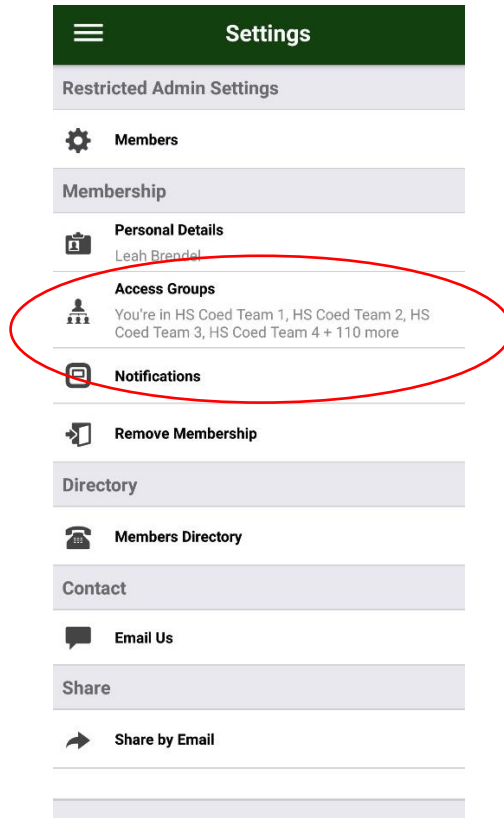 Settings
Restricted Admin Settings
Members
Membership
Personal Details
Leah Brendel
Access Groups
You're in HS Coed Team 1, HS Coed Team 2, HS
Coed Team 3, HS Coed Team 4 + 110 more
Notifications
Remove Membership
Directory
Members Directory
Contact
Email Us
Share
Share by Email